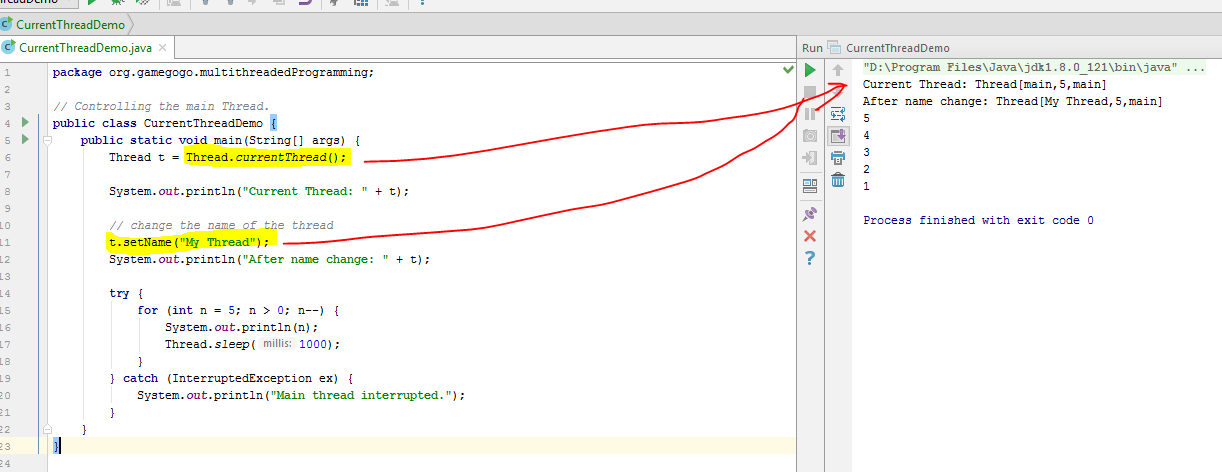 CurrentThreadDemo
CurrentThreadDemo.java
1 package org.gamegogo.multithreadedProgramming;
2
3 // Controlling the main Thread.
4 public class CurrentThreadDemo {
5 public static void main(String[] args) {
6 Thread t = Thread.currentThread();
7
8 System.out.println("Current Thread: " + t);
9
10 // change the name of the thread
11 t.setName("My Thread");
12 System.out.println("After name change: " + t);
13
14 try {
15 for (int n = 5; n > 0; n--) {
16 System.out.println(n);
17 Thread.sleep( millis: 1000);
18 }
19 } catch (InterruptedException ex) {
20 System.out.println("Main thread interrupted.");
21 }
22 }
23 }
24
Run CurrentThreadDemo
"D:\Program Files\Java\jdk1.8.0_121\bin\java" ...
Current Thread: Thread[main,5,main]
After name change: Thread[My Thread,5,main]
5
4
3
2
1
Process finished with exit code 0